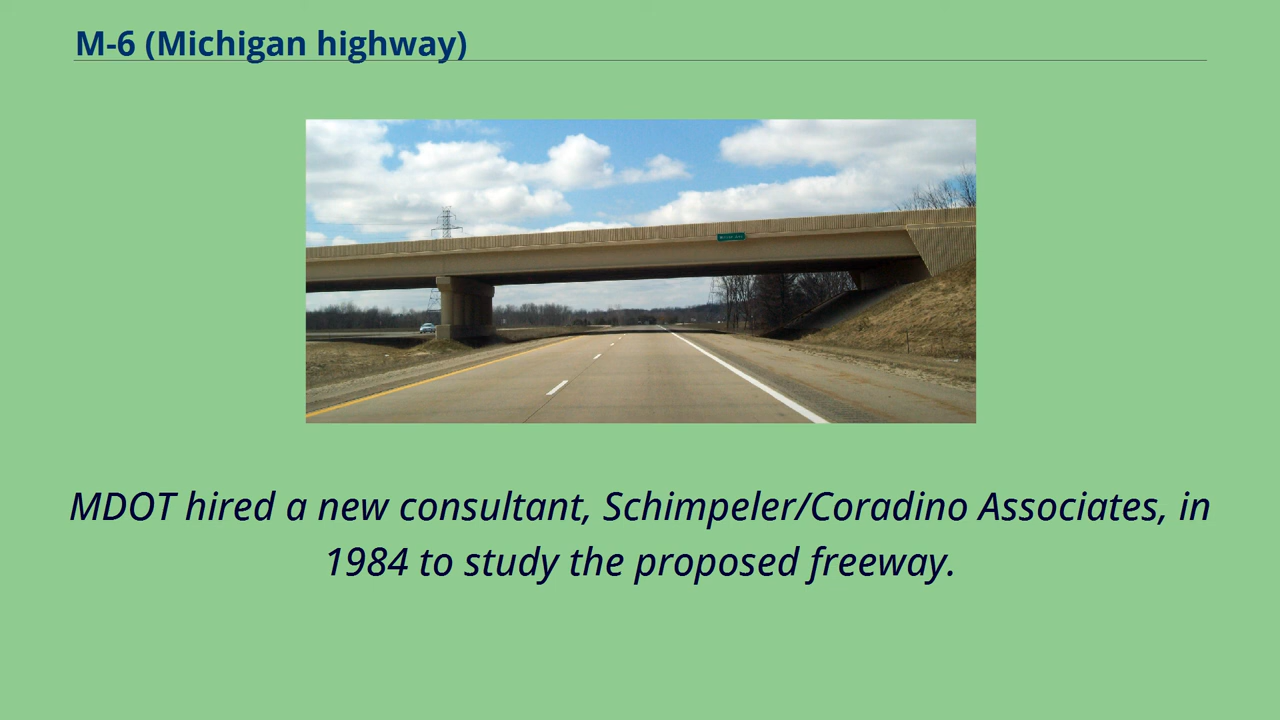 M-6 (Michigan highway)
MDOT hired a new consultant, Schimpeler/Coradino Associates, in
1984 to study the proposed freeway.